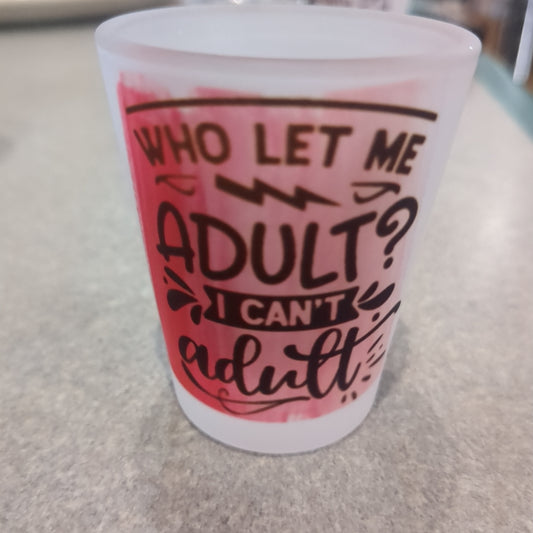 WHO LET ME
ADULT?
I CAN'T
adult